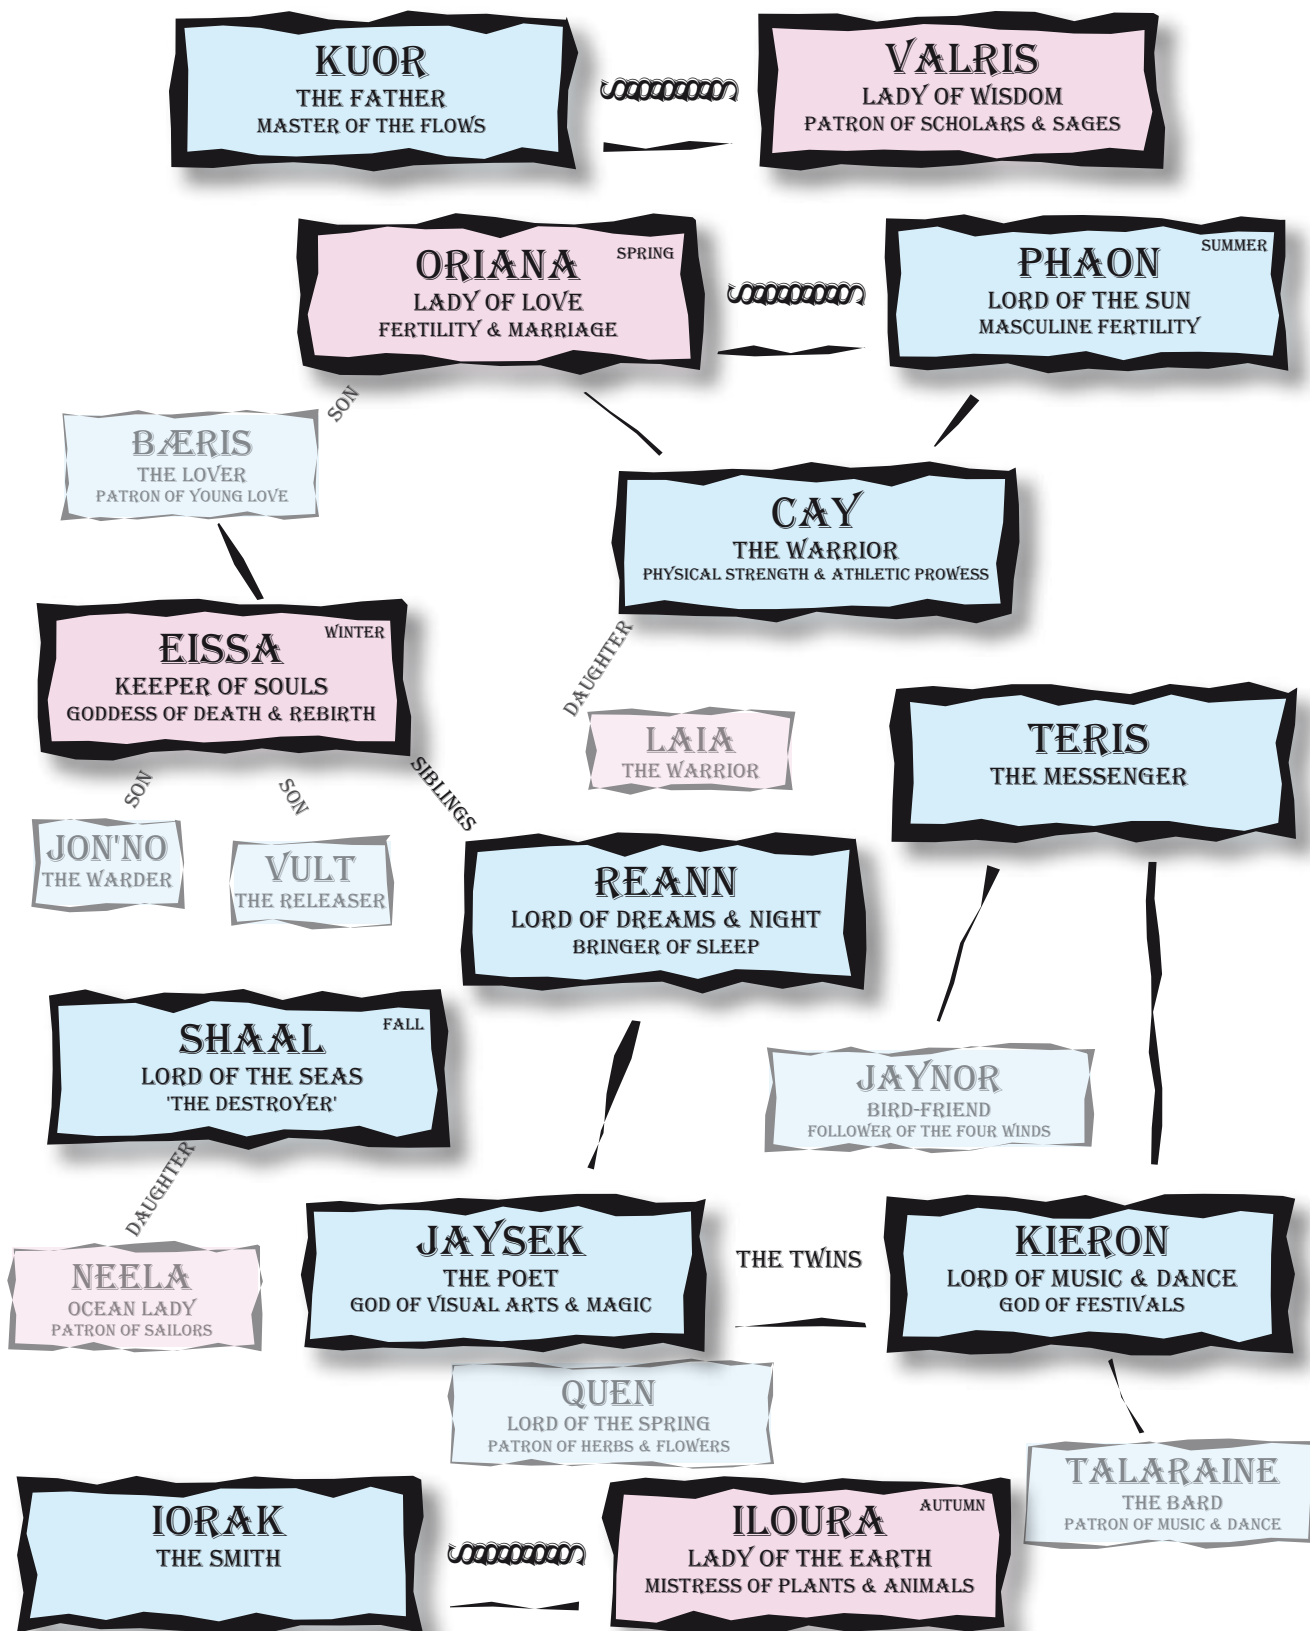 KUOR
THE FATHER
MASTER OF THE FLOWS
VALRIS
LADY OF WISDOM
PATRON OF SCHOLARS & SAGES
ORIANA
SPRING
LADY OF LOVE
FERTILITY & MARRIAGE
PHAON
SUMMER
LORD OF THE SUN
MASCULINE FERTILITY
SON
BÆRIS
THE LOVER
PATRON OF YOUNG LOVE
CAY
THE WARRIOR
PHYSICAL STRENGTH & ATHLETIC PROWESS
EISSA
WINTER
KEEPER OF SOULS
GODDESS OF DEATH & REBIRTH
DAUGHTER
LAIA
THE WARRIOR
TERIS
THE MESSENGER
SON
SON
SIBLINGS
JON'NO
THE WARDER
VULT
THE RELEASER
REANN
LORD OF DREAMS & NIGHT
BRINGER OF SLEEP
SHAAL
FALL
LORD OF THE SEAS
'THE DESTROYER'
JAYNOR
BIRD-FRIEND
FOLLOWER OF THE FOUR WINDS
DAUGHTER
NEELA
OCEAN LADY
PATRON OF SAILORS
JAYSEK
THE POET
GOD OF VISUAL ARTS & MAGIC
THE TWINS
KIERON
LORD OF MUSIC & DANCE
GOD OF FESTIVALS
QUEN
LORD OF THE SPRING
PATRON OF HERBS & FLOWERS
TALARAINE
THE BARD
PATRON OF MUSIC & DANCE
IORAK
THE SMITH
ILOURA
AUTUMN
LADY OF THE EARTH
MISTRESS OF PLANTS & ANIMALS